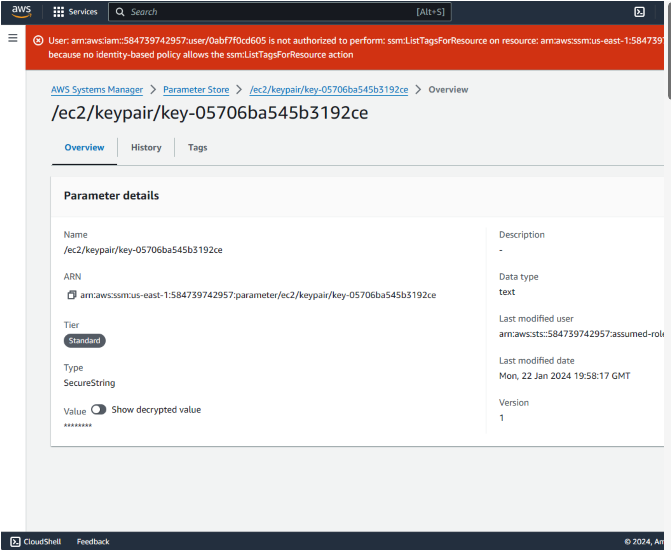 aws
Services
Search
[Alt+S]
User: arn:aws:iam::584739742957:user/0abf7f0cd605 is not authorized to perform: ssm:ListTagsForResource on resource: arn:aws:ssm:us-east-1:584739
because no identity-based policy allows the ssm:ListTagsForResource action
AWS Systems Manager > Parameter Store > /ec2/keypair/key-05706ba545b3192ce > Overview
/ec2/keypair/key-05706ba545b3192ce
Overview
History
Tags
Parameter details
Name
/ec2/keypair/key-05706ba545b3192ce
ARN
arn:aws:ssm:us-east-1:584739742957:parameter/ec2/keypair/key-05706ba545b3192ce
Tier
Standard
Type
SecureString
Value Show decrypted value
********
Description
-
Data type
text
Last modified user
arn:aws:sts::584739742957:assumed-role
Last modified date
Mon, 22 Jan 2024 19:58:17 GMT
Version
1
CloudShell
Feedback
© 2024, Am